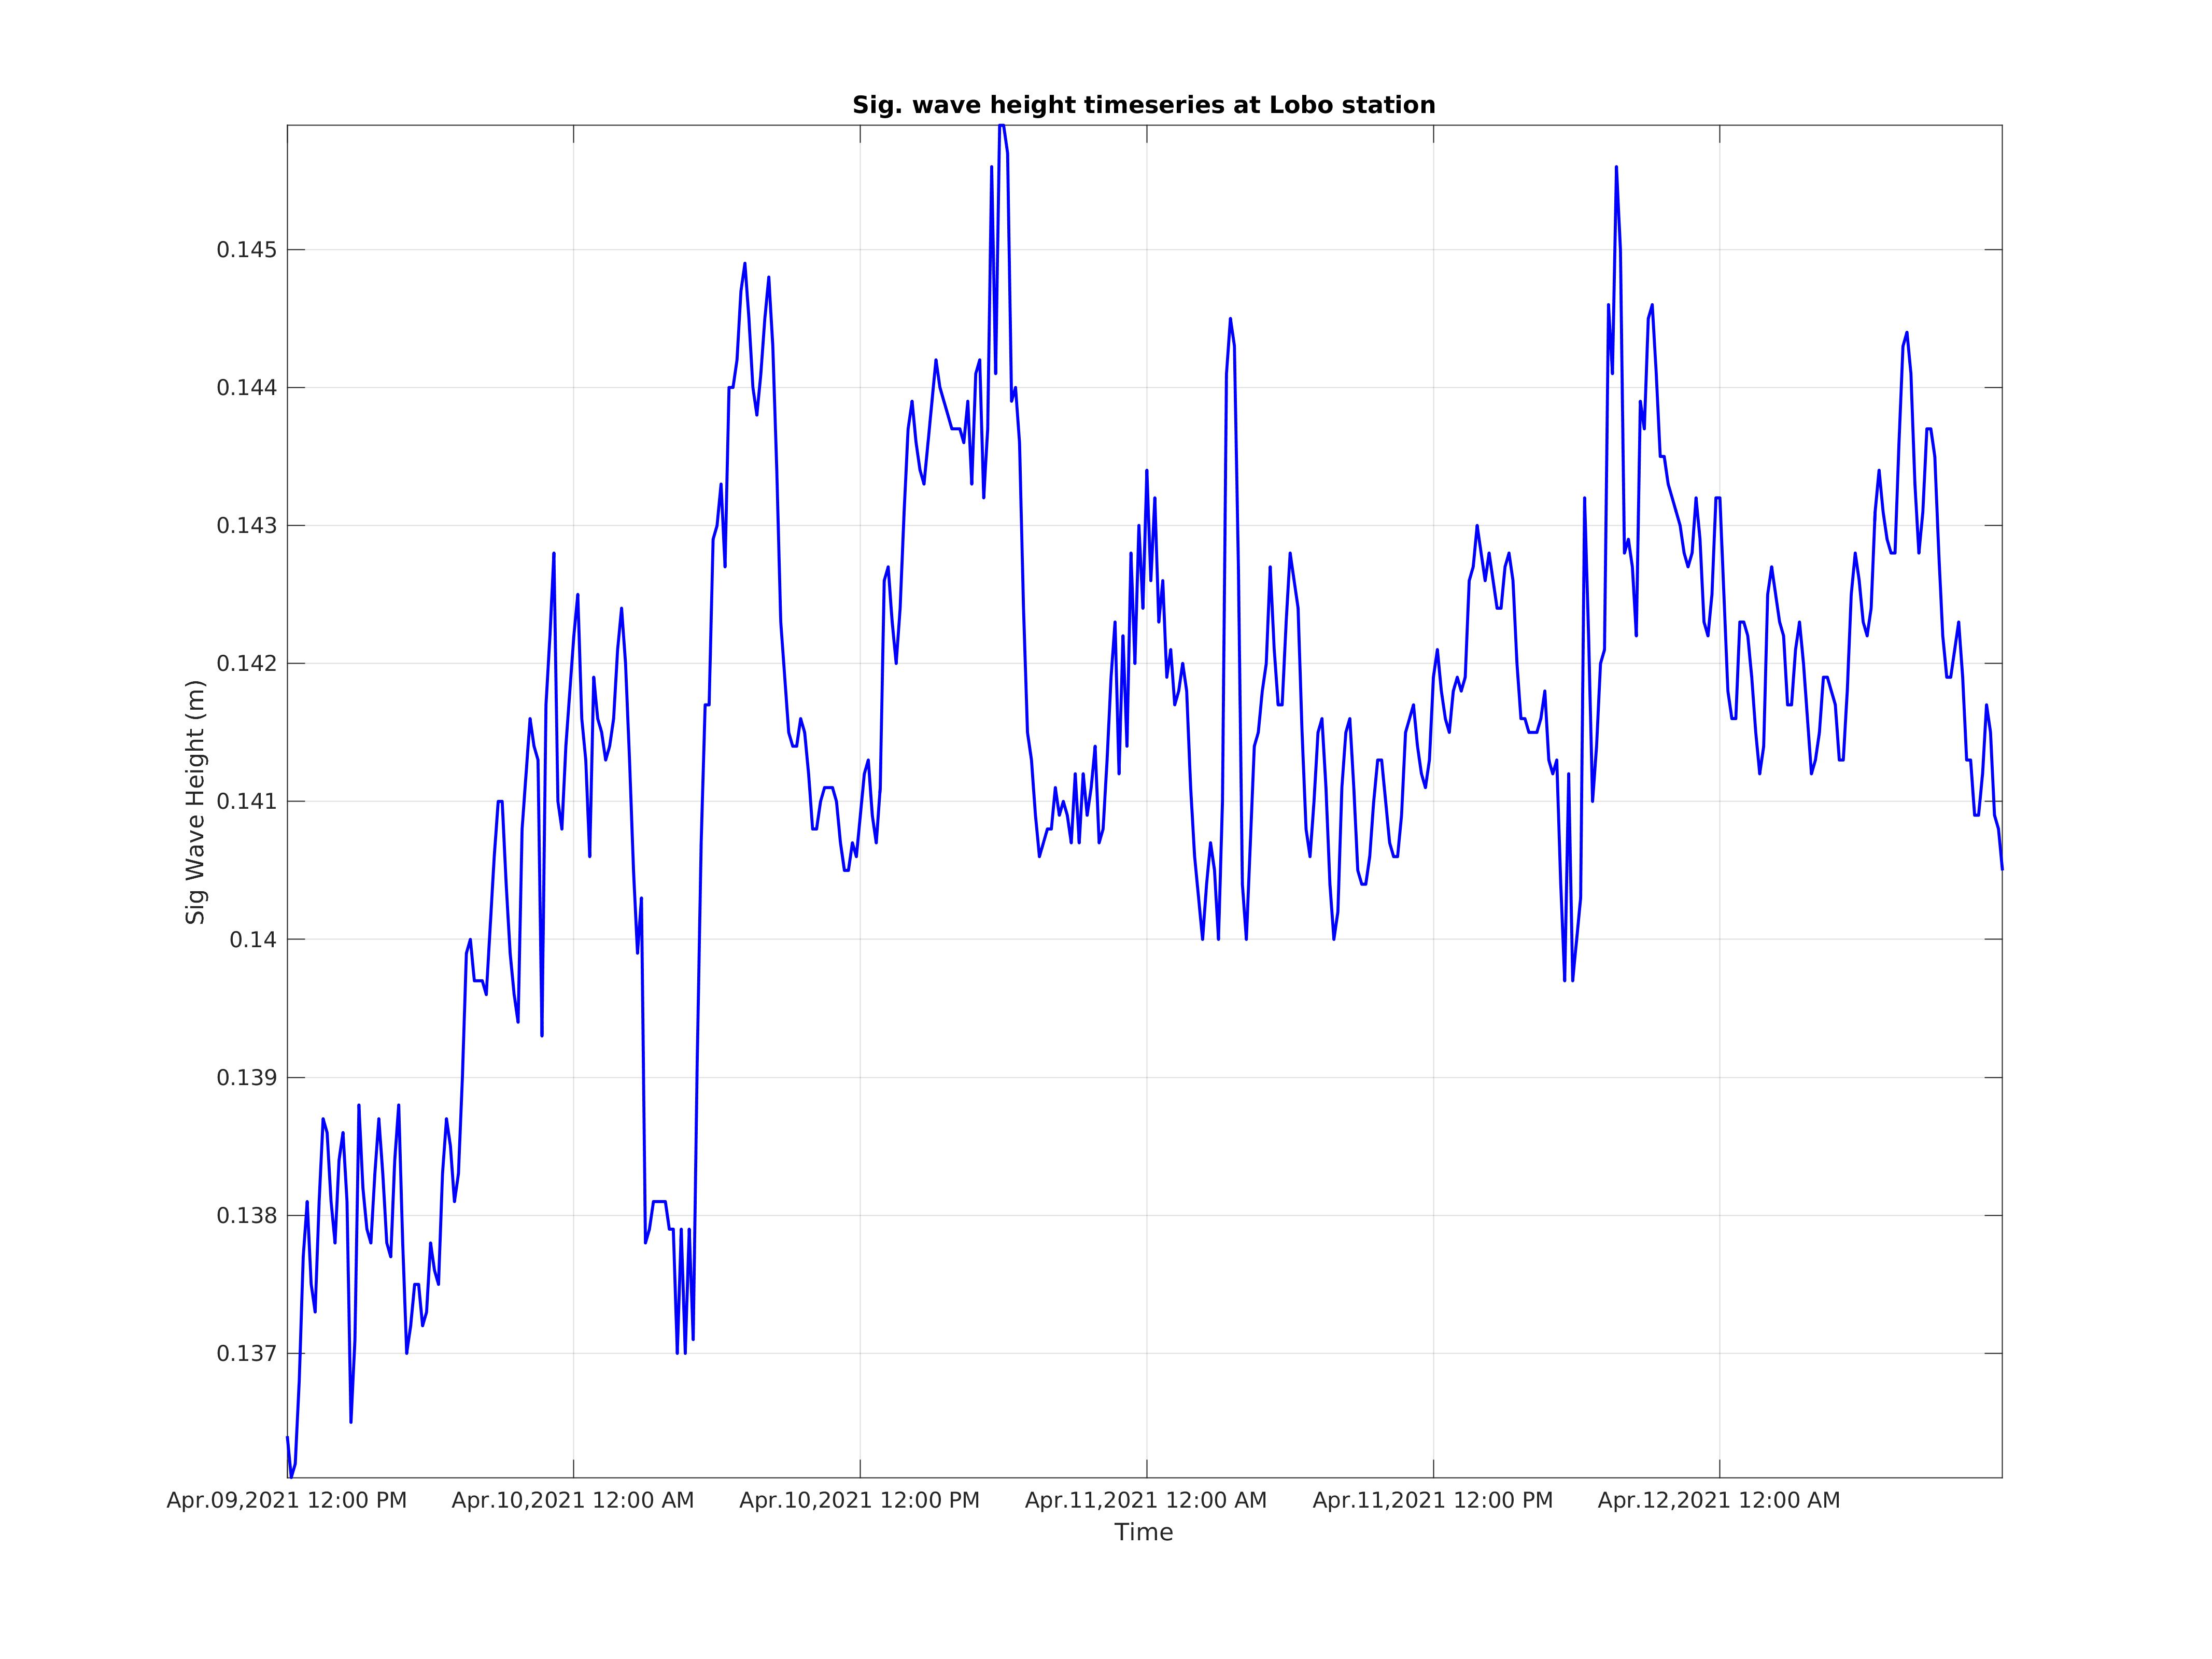 Sig. wave height timeseries at Lobo station
0.145
0.144
0.143
0.142
0.141
0.14
0.139
0.138
0.137
Sig Wave Height (m)
Apr.09,2021 12:00 PM Apr.10,2021 12:00 AM Apr.10,2021 12:00 PM Apr.11,2021 12:00 AM Apr.11,2021 12:00 PM Apr.12,2021 12:00 AM
Time